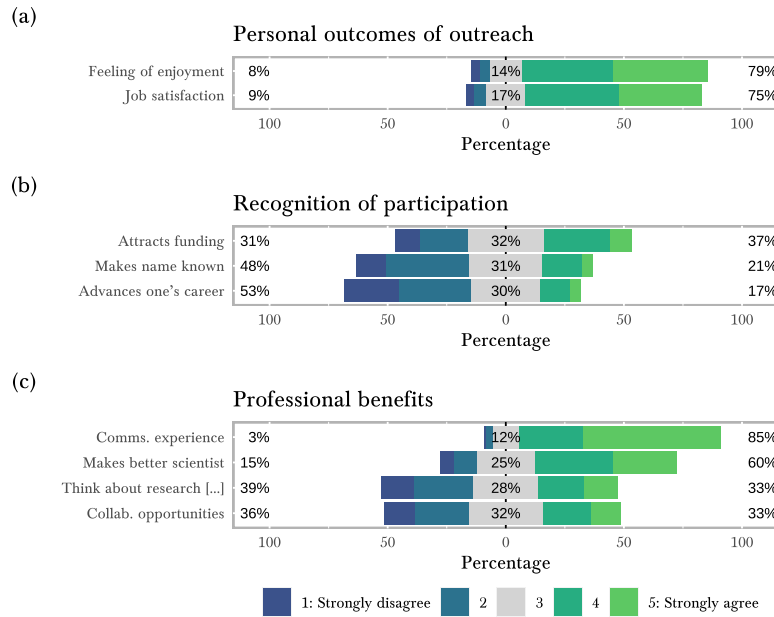 (a)
Personal outcomes of outreach
Feeling of enjoyment 8% 14% 79%
Job satisfaction 9% 17% 75%
100 50 0 50 100
Percentage
(b)
Recognition of participation
Attracts funding 31% 32% 37%
Makes name known 48% 31% 21%
Advances one's career 53% 30% 17%
100 50 0 50 100
Percentage
(c)
Professional benefits
Comms. experience 3% 12% 85%
Makes better scientist 15% 25% 60%
Think about research [...] 39% 28% 33%
Collab. opportunities 36% 32% 33%
100 50 0 50 100
Percentage
1: Strongly disagree 2 3 4 5: Strongly agree